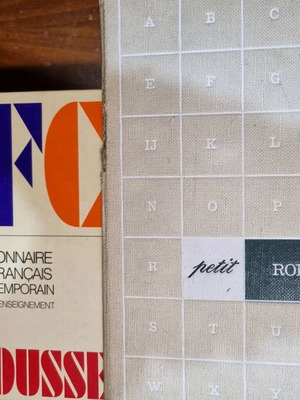 FC
ONNAIRE
RANÇAIS
EMPORAIN
ENSEIGNEMENT
OUSSE
A B C
E F G
IJ K L
N O P
R petit RO
S T U
W X Y